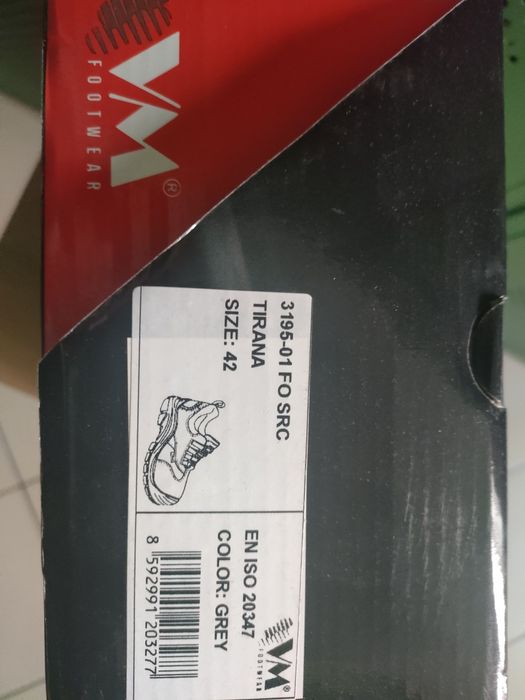 VM®
FOOTWEAR
3195-01 FO SRC
TIRANA
SIZE: 42
VM®
FOOTWEAR
EN ISO 20347
COLOR: GREY
8 592991 203277